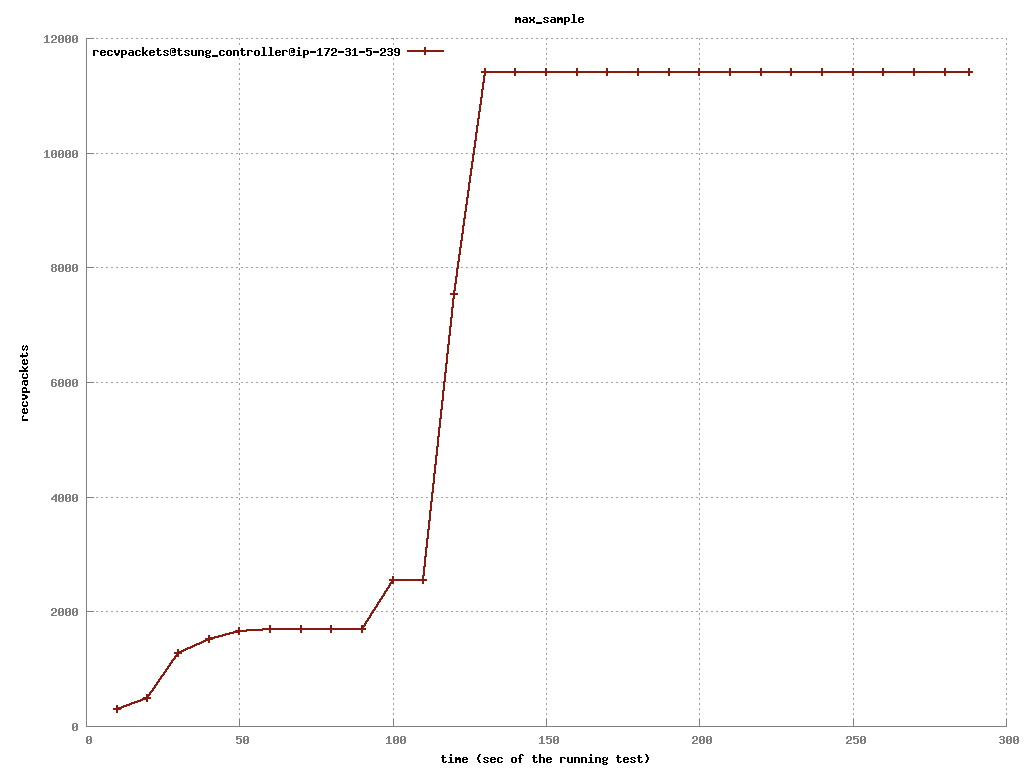 max_sample
12000
recvpackets@tsung_controller@ip-172-31-5-239
10000
8000
6000
recvpackets
4000
2000
0
0 50 100 150 200 250 300
time (sec of the running test)